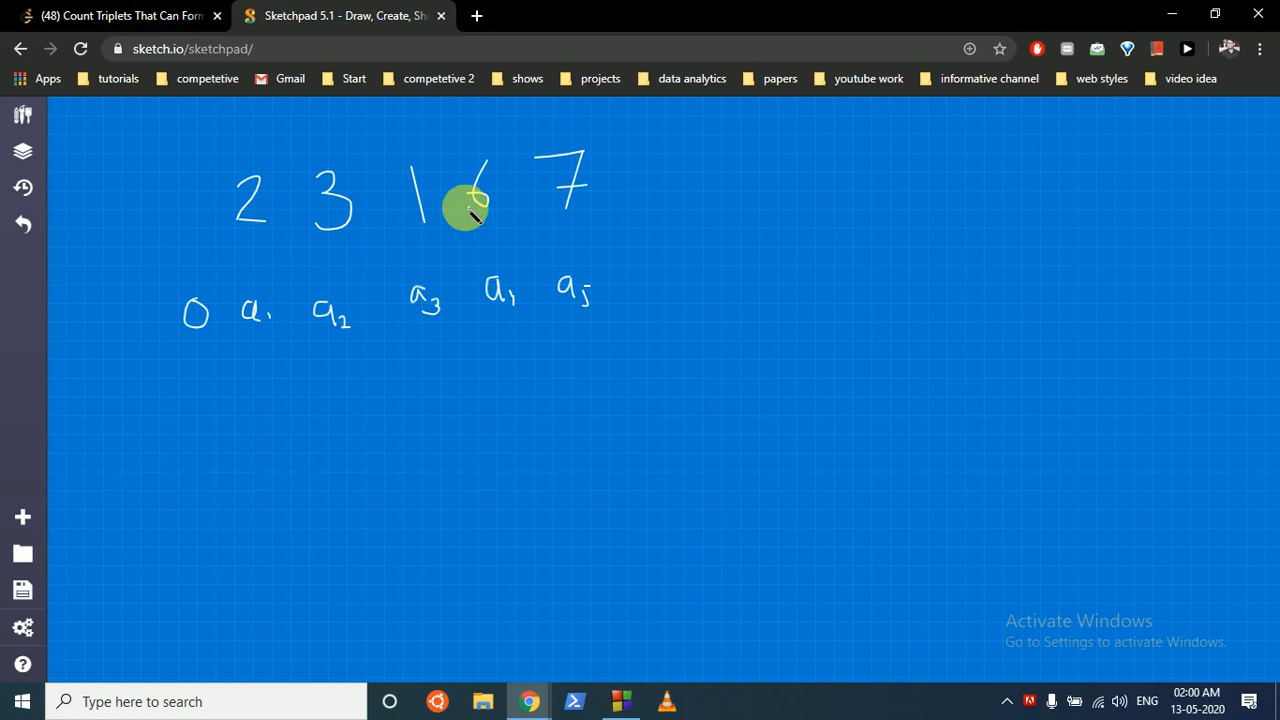 (48) Count Triplets That Can Form
Sketchpad 5.1 - Draw, Create, Sh
sketch.io/sketchpad/
Apps tutorials competetive Gmail Start competetive 2 shows projects data analytics papers youtube work informative channel web styles video idea
2 3 1 6 7
0 a1 a2 a3 a4 a5
Activate Windows
Go to Settings to activate Windows.
Type here to search
ENG
02:00 AM
13-05-2020